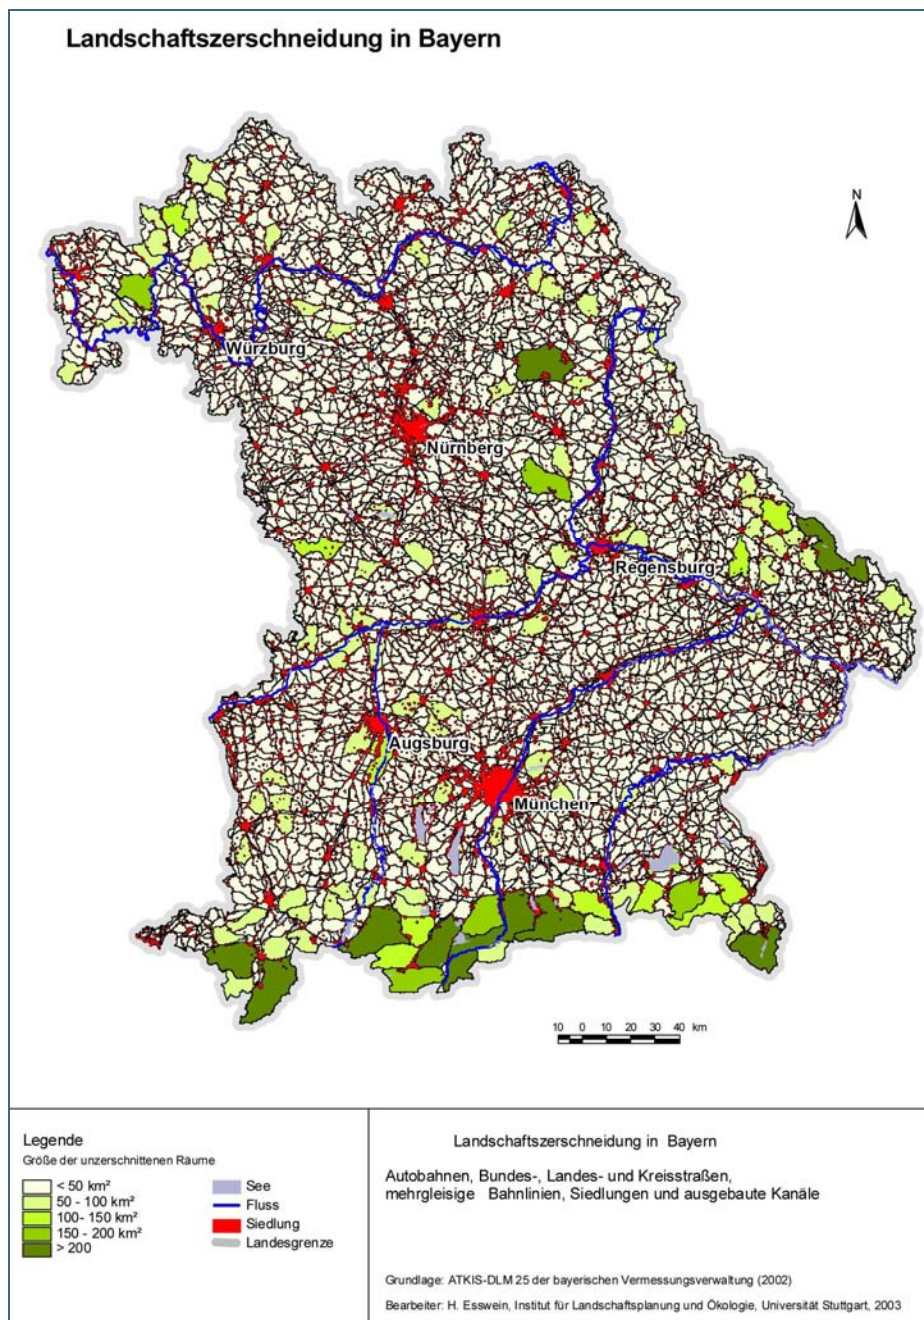 Landschaftszerschneidung in Bayern
N
Würzburg
Nürnberg
Regensburg
Augsburg
München
10 0 10 20 30 40 km
Legende
Größe der unzerschnittenen Räume
< 50 km²
50 - 100 km²
100- 150 km²
150 - 200 km²
> 200
See
Fluss
Siedlung
Landesgrenze
Landschaftszerschneidung in Bayern
Autobahnen, Bundes-, Landes- und Kreisstraßen,
mehrgleisige Bahnlinien, Siedlungen und ausgebaute Kanäle
Grundlage: ATKIS-DLM 25 der bayerischen Vermessungsverwaltung (2002)
Bearbeiter: H. Esswein, Institut für Landschaftsplanung und Ökologie, Universität Stuttgart, 2003